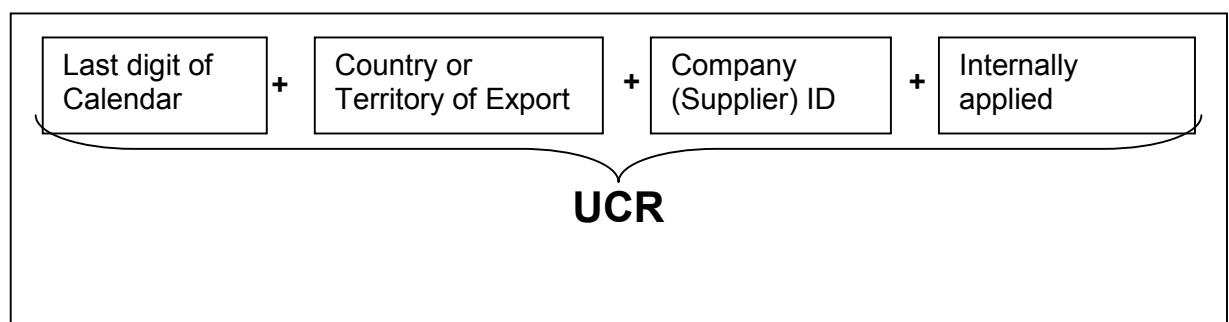 Last digit of
Calendar
+
Country or
Territory of Export
+
Company
(Supplier) ID
+
Internally
applied
UCR